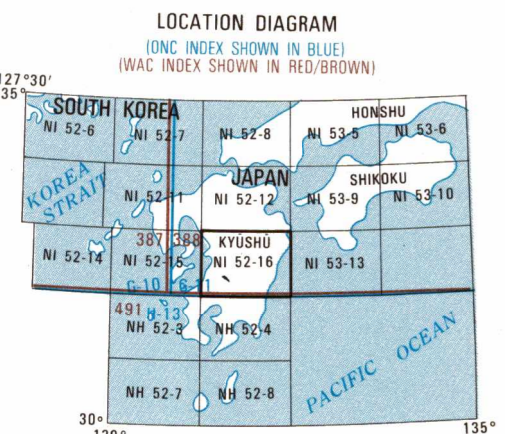 LOCATION DIAGRAM
(ONC INDEX SHOWN IN BLUE)
(WAC INDEX SHOWN IN RED/BROWN)
127°30'
35°
SOUTH KOREA
HONSHU
NI 52-6
NI 52-7
NI 52-8
NI 53-5
NI 53-6
KOREA
STRAIT
JAPAN
SHIKOKU
NI 52-11
NI 52-12
NI 53-9
NI 53-10
387 388
KYŪSHŪ
NI 52-14
NI 52-15
NI 52-16
NI 53-13
G-10
G-11
491
H-13
NH 52-3
NH 52-4
PACIFIC OCEAN
NH 52-7
NH 52-8
30°
135°